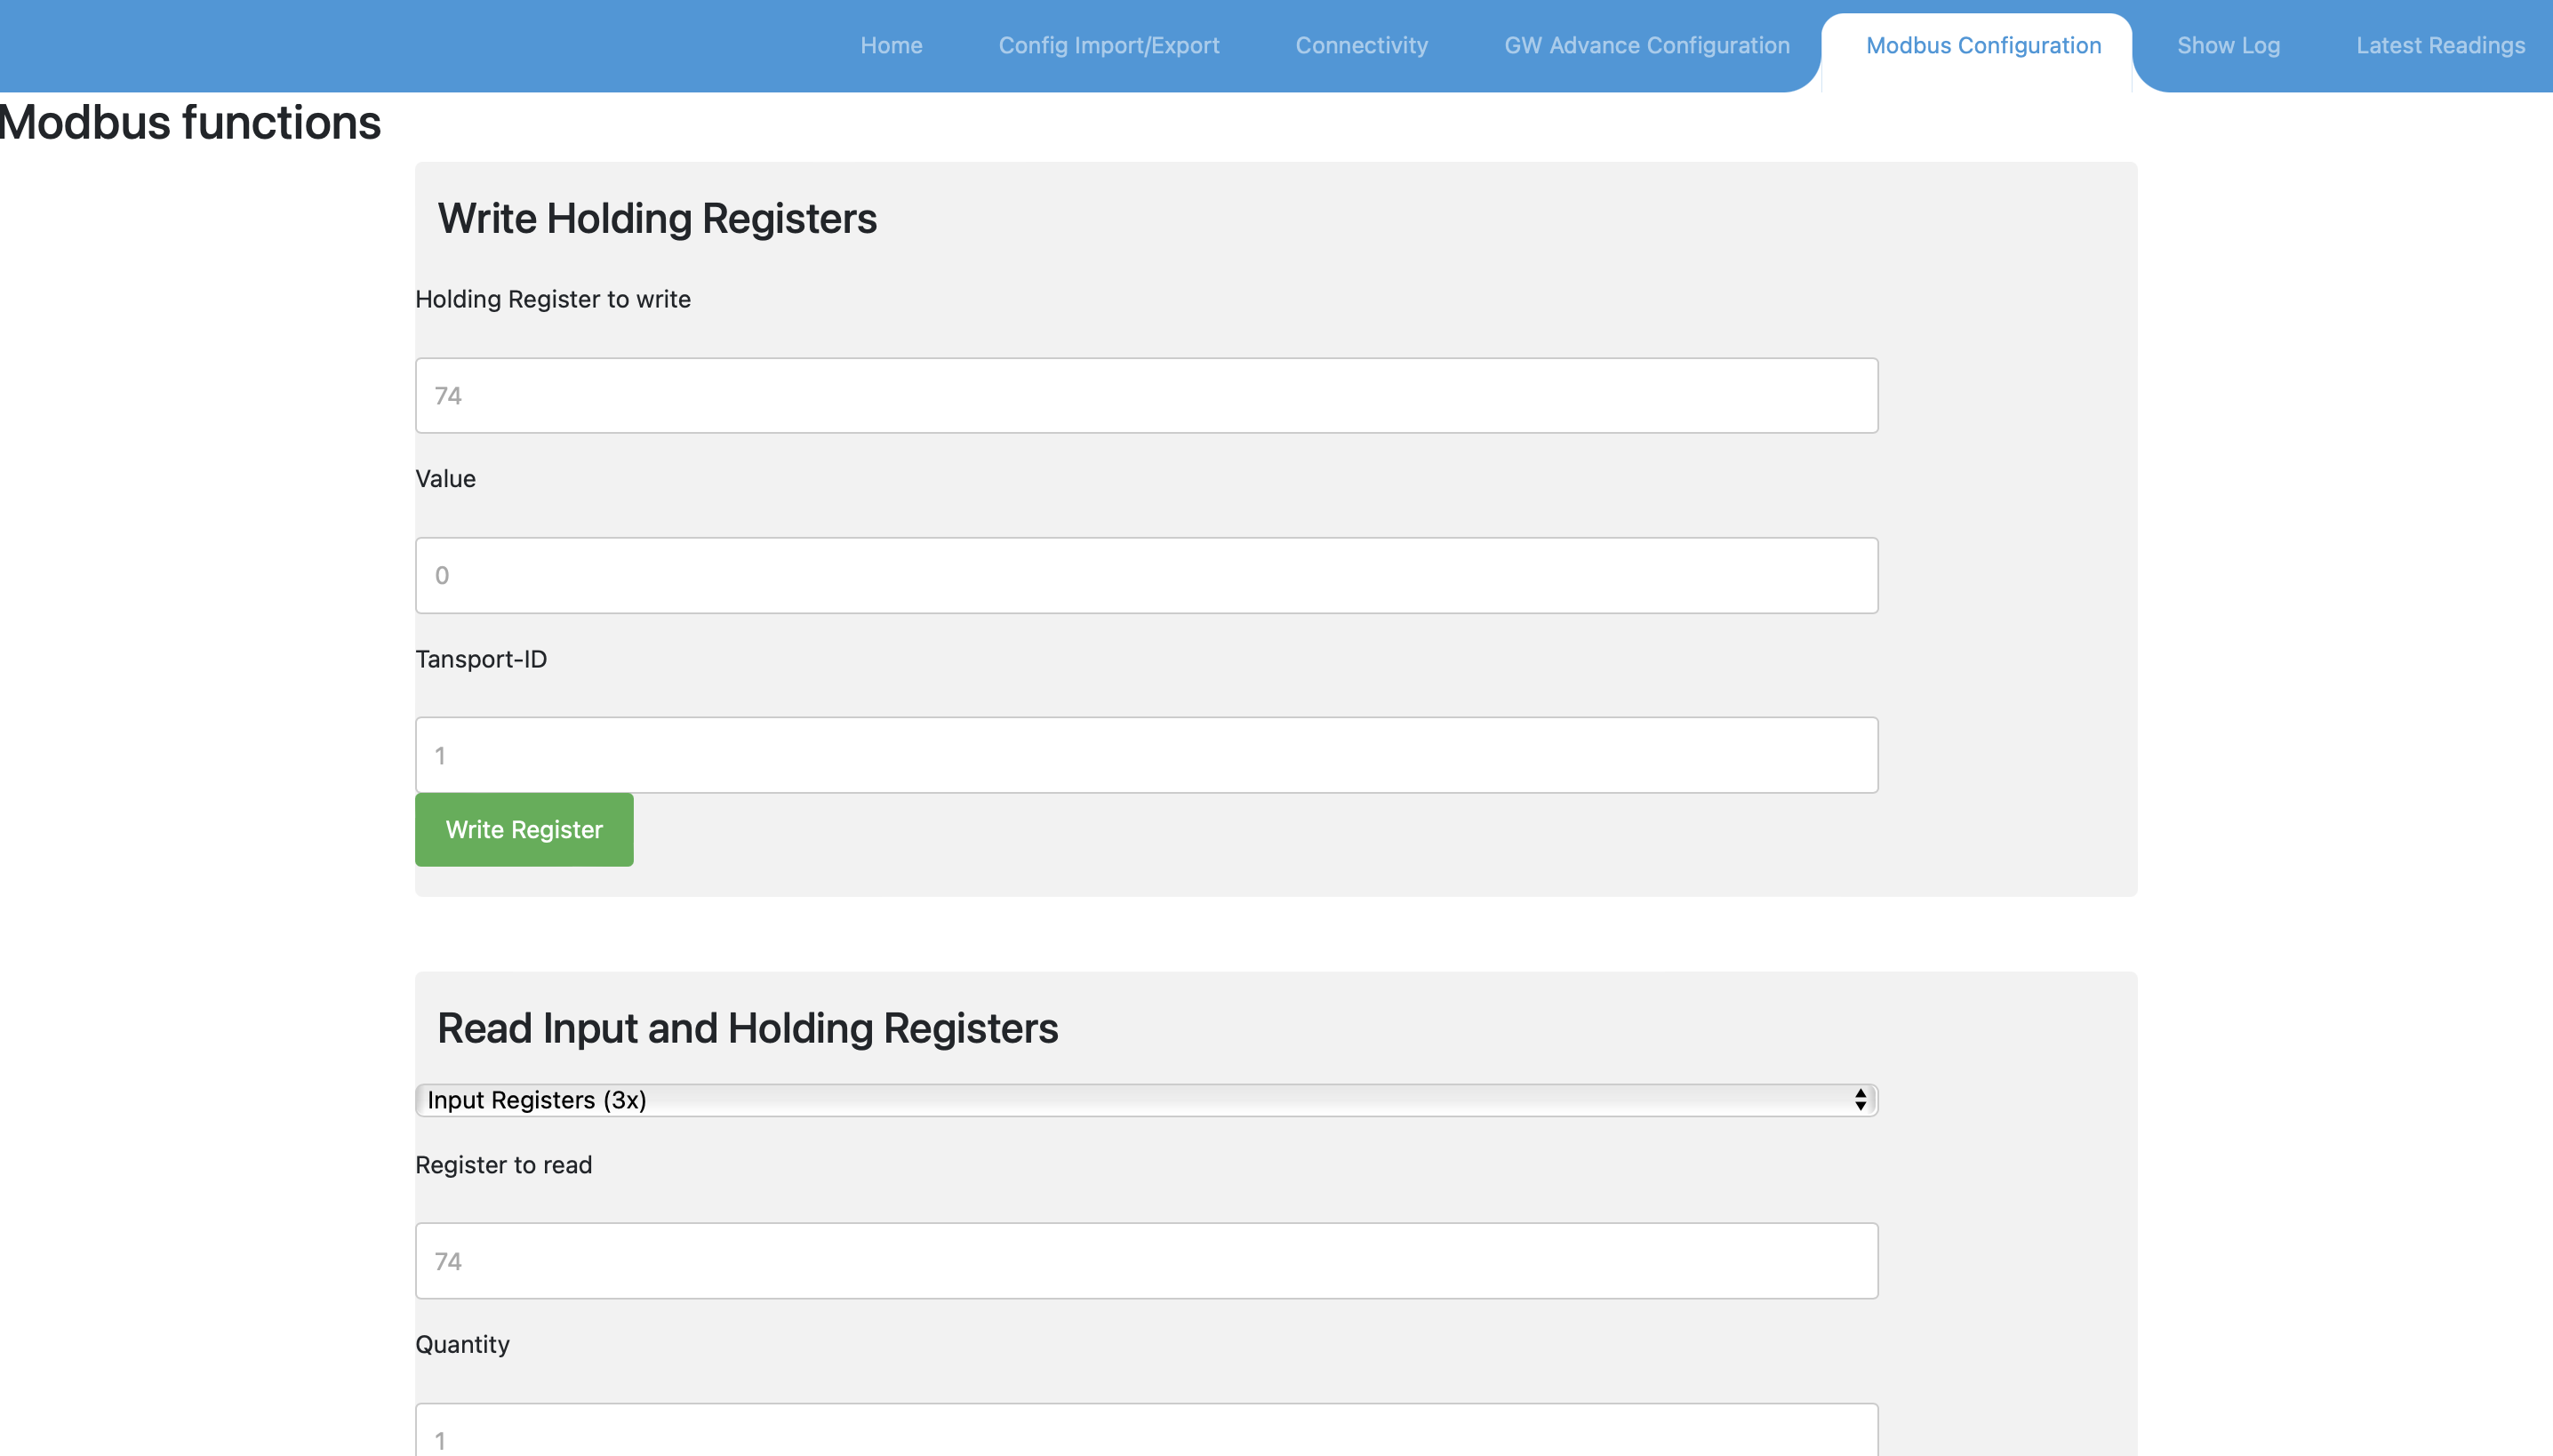 Home Config Import/Export Connectivity GW Advance Configuration Modbus Configuration Show Log Latest Readings
Modbus functions
Write Holding Registers
Holding Register to write
74
Value
0
Tansport-ID
1
Write Register
Read Input and Holding Registers
Input Registers (3x)
Register to read
74
Quantity
1